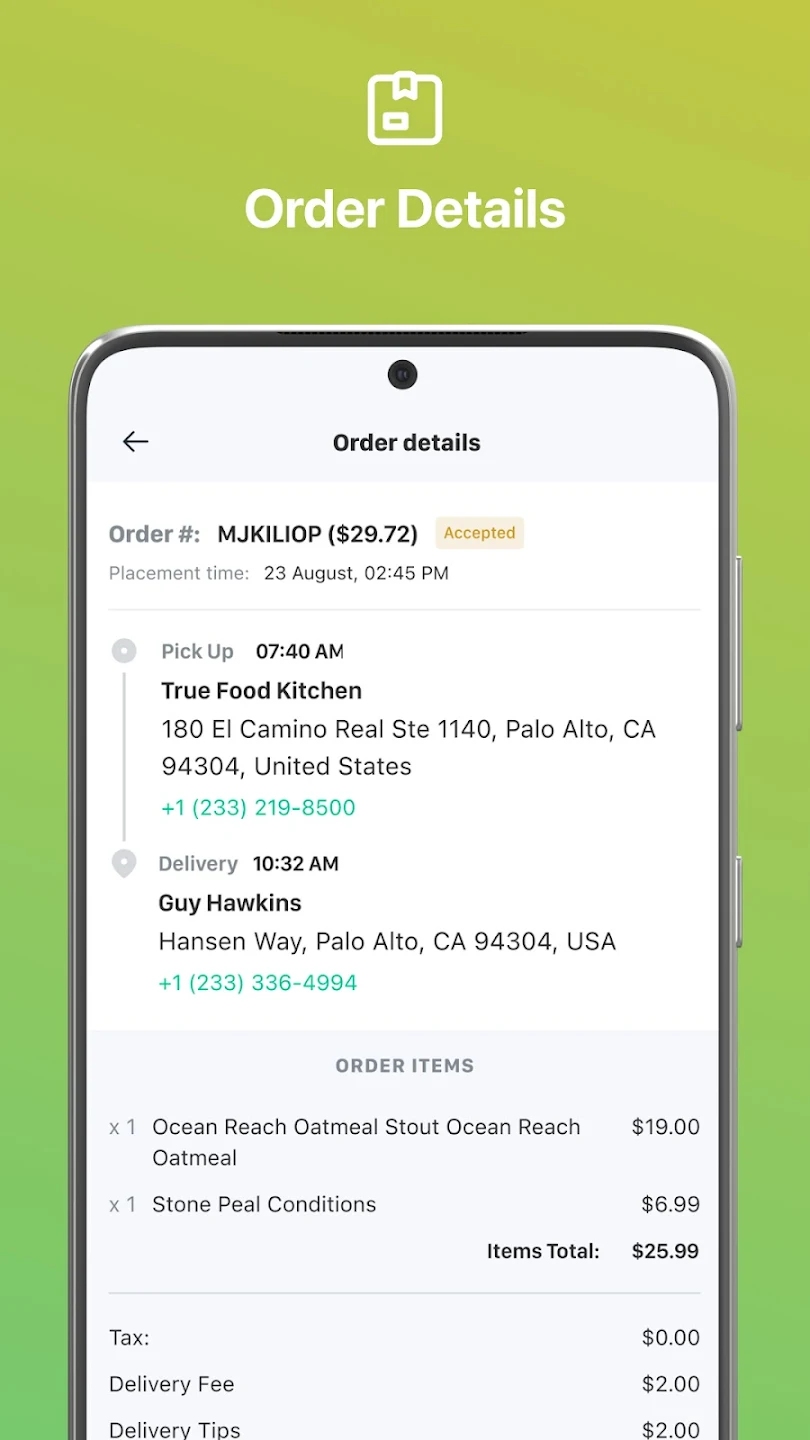 Order Details
Order details
Order #: MJKILIOP ($29.72) Accepted
Placement time: 23 August, 02:45 PM
Pick Up 07:40 AM
True Food Kitchen
180 El Camino Real Ste 1140, Palo Alto, CA
94304, United States
+1 (233) 219-8500
Delivery 10:32 AM
Guy Hawkins
Hansen Way, Palo Alto, CA 94304, USA
+1 (233) 336-4994
ORDER ITEMS
x 1 Ocean Reach Oatmeal Stout Ocean Reach $19.00
Oatmeal
x 1 Stone Peal Conditions $6.99
Items Total: $25.99
Tax: $0.00
Delivery Fee $2.00
Delivery Tips $2.00